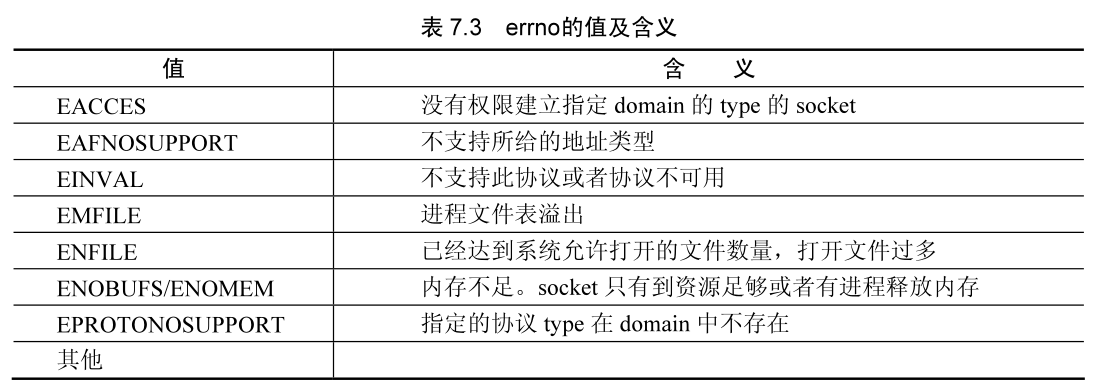 表 7.3 errno的值及含义
值 含 义
EACCES 没有权限建立指定 domain 的 type 的 socket
EAFNOSUPPORT 不支持所给的地址类型
EINVAL 不支持此协议或者协议不可用
EMFILE 进程文件表溢出
ENFILE 已经达到系统允许打开的文件数量，打开文件过多
ENOBUFS/ENOMEM 内存不足。socket 只有到资源足够或者有进程释放内存
EPROTONOSUPPORT 指定的协议 type 在 domain 中不存在
其他